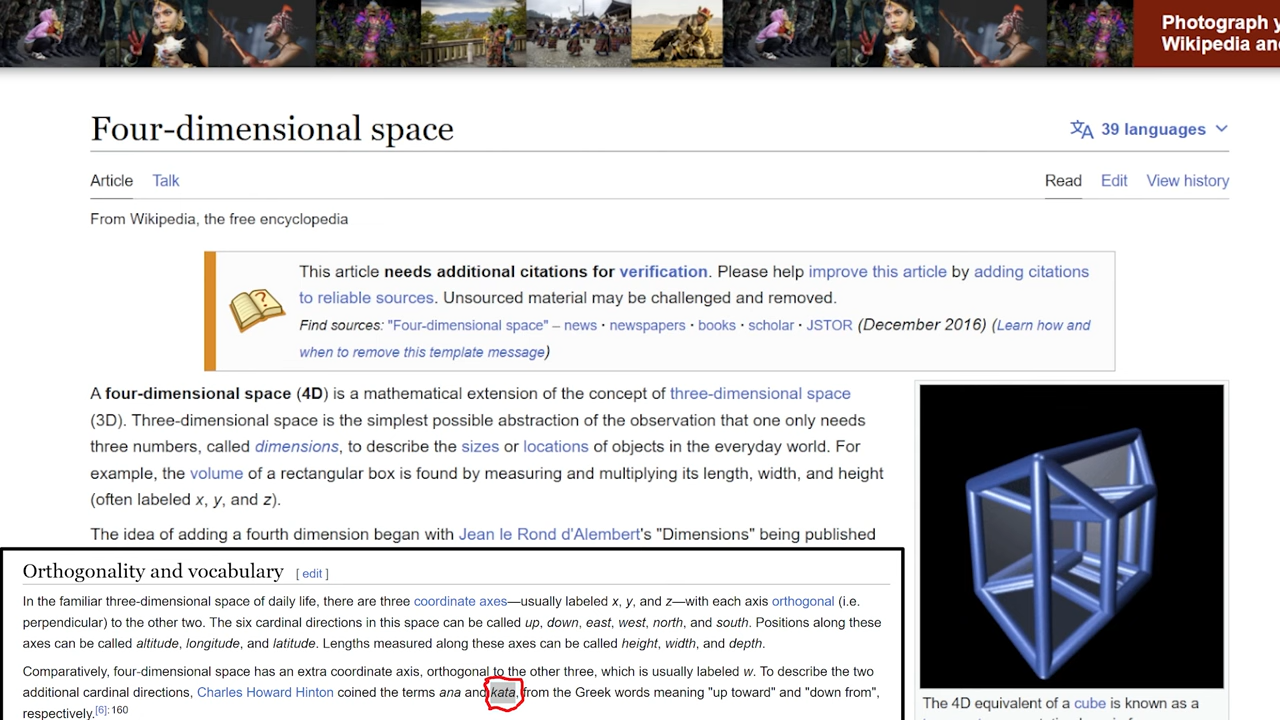 Photograph y
Wikipedia an
Four-dimensional space
39 languages
Article Talk Read Edit View history
From Wikipedia, the free encyclopedia
This article needs additional citations for verification. Please help improve this article by adding citations
to reliable sources. Unsourced material may be challenged and removed.
Find sources: "Four-dimensional space" – news · newspapers · books · scholar · JSTOR (December 2016) (Learn how and
when to remove this template message)
A four-dimensional space (4D) is a mathematical extension of the concept of three-dimensional space
(3D). Three-dimensional space is the simplest possible abstraction of the observation that one only needs
three numbers, called dimensions, to describe the sizes or locations of objects in the everyday world. For
example, the volume of a rectangular box is found by measuring and multiplying its length, width, and height
(often labeled x, y, and z).
The idea of adding a fourth dimension began with Jean le Rond d'Alembert's "Dimensions" being published
Orthogonality and vocabulary [ edit ]
In the familiar three-dimensional space of daily life, there are three coordinate axes—usually labeled x, y, and z—with each axis orthogonal (i.e.
perpendicular) to the other two. The six cardinal directions in this space can be called up, down, east, west, north, and south. Positions along these
axes can be called altitude, longitude, and latitude. Lengths measured along these axes can be called height, width, and depth.
Comparatively, four-dimensional space has an extra coordinate axis, orthogonal to the other three, which is usually labeled w. To describe the two
additional cardinal directions, Charles Howard Hinton coined the terms ana and kata, from the Greek words meaning "up toward" and "down from",
respectively.[6]: 160
The 4D equivalent of a cube is known as a